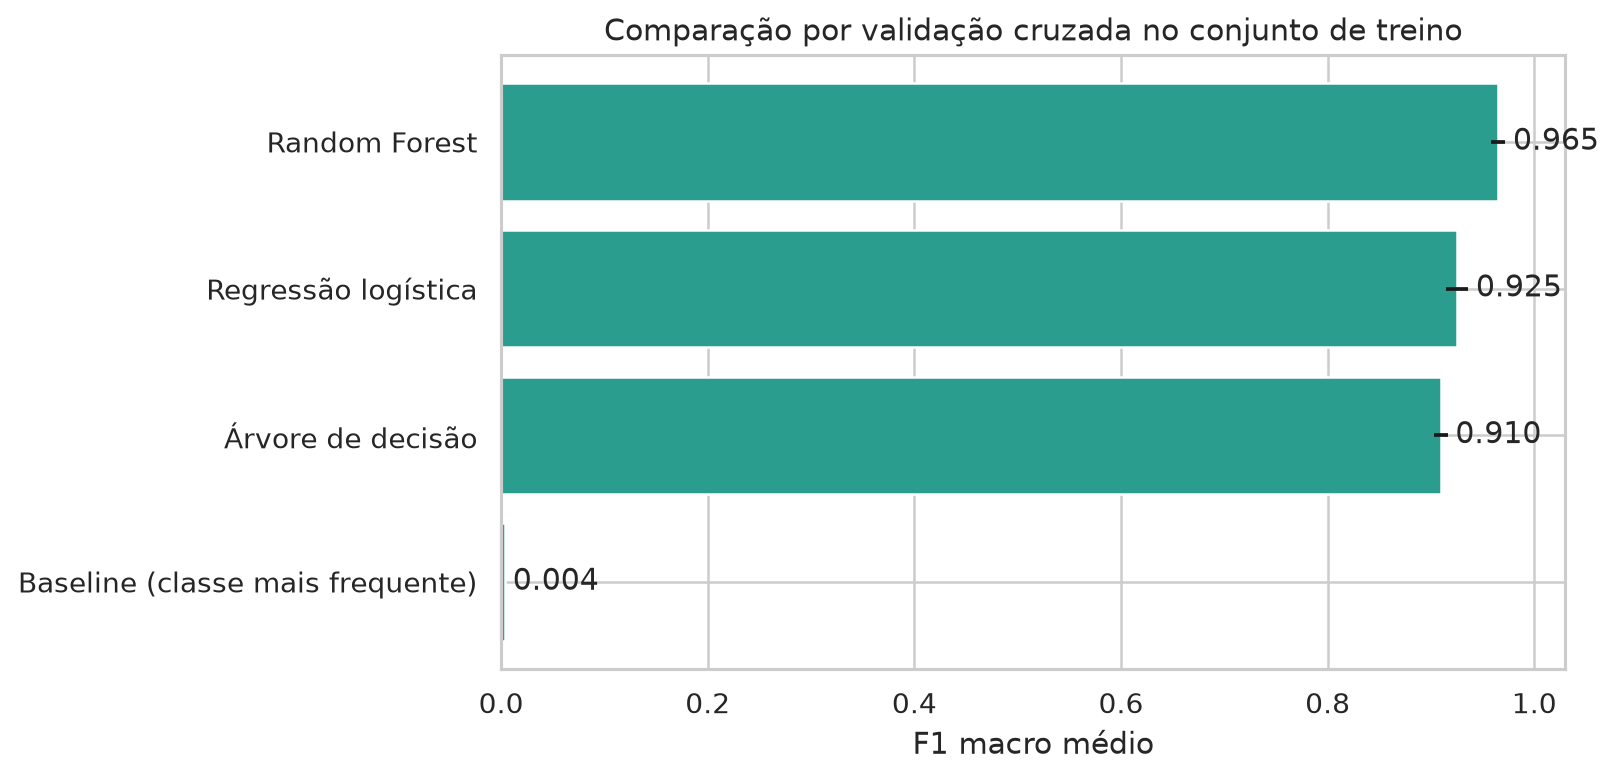 Comparação por validação cruzada no conjunto de treino
Random Forest
0.965
Regressão logística
0.925
Árvore de decisão
0.910
Baseline (classe mais frequente)
0.004
0.0 0.2 0.4 0.6 0.8 1.0
F1 macro médio